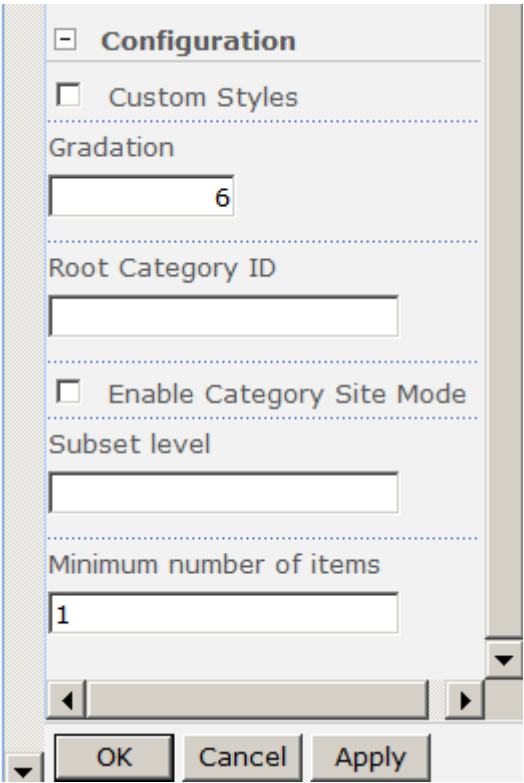 Configuration
Custom Styles
Gradation
6
Root Category ID
Enable Category Site Mode
Subset level
Minimum number of items
1
OK Cancel Apply